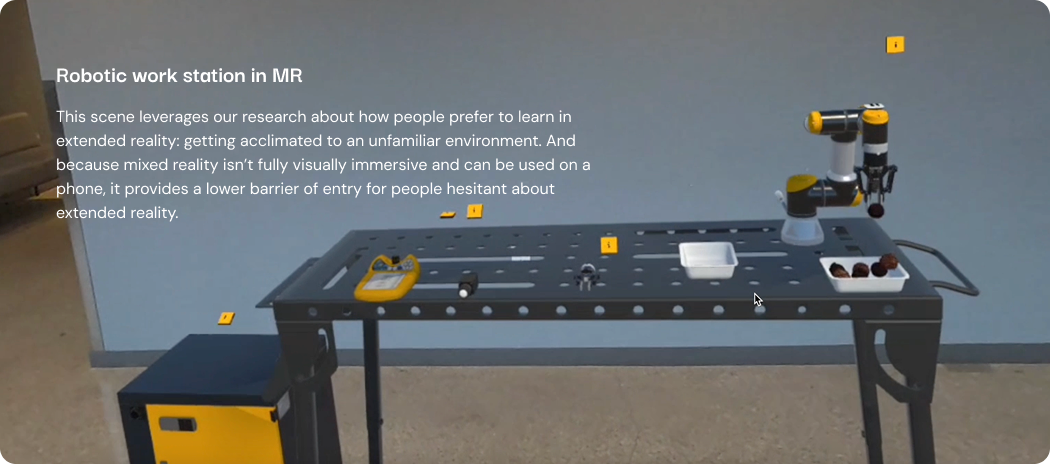 Robotic work station in MR
This scene leverages our research about how people prefer to learn in
extended reality: getting acclimated to an unfamiliar environment. And
because mixed reality isn't fully visually immersive and can be used on a
phone, it provides a lower barrier of entry for people hesitant about
extended reality.